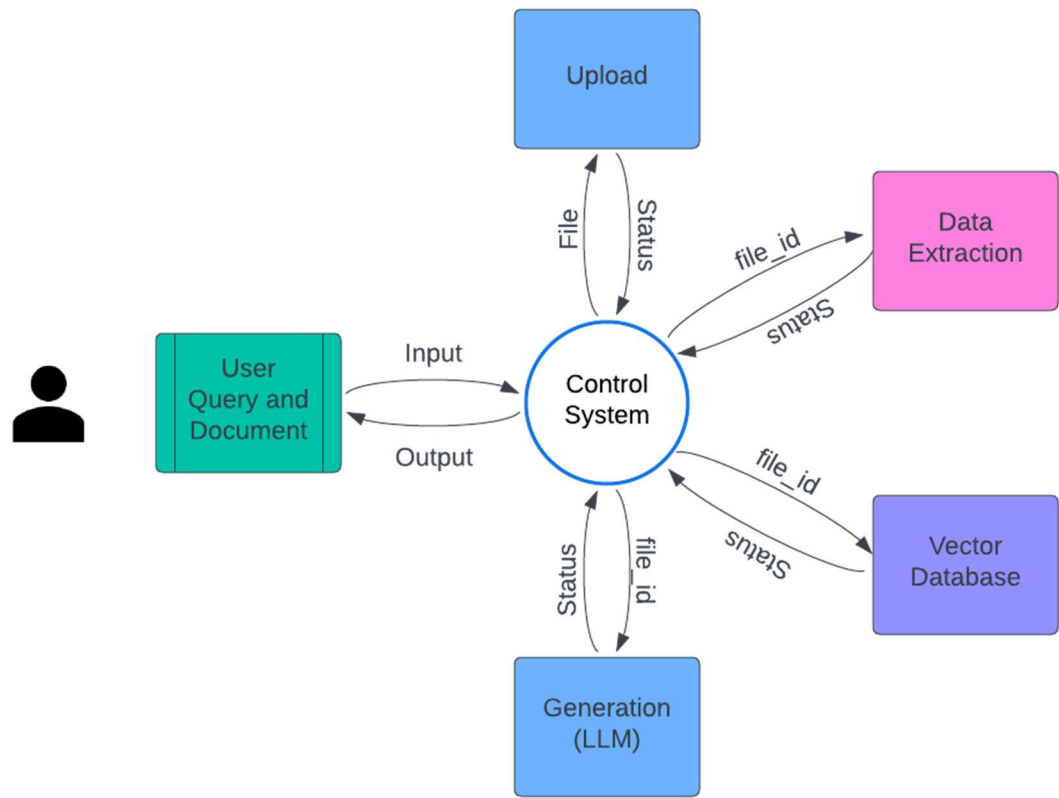 Upload
File
Status
Data
Extraction
file_id
Status
User
Query and
Document
Input
Output
Control
System
file_id
Status
Vector
Database
Status
file_id
Generation
(LLM)